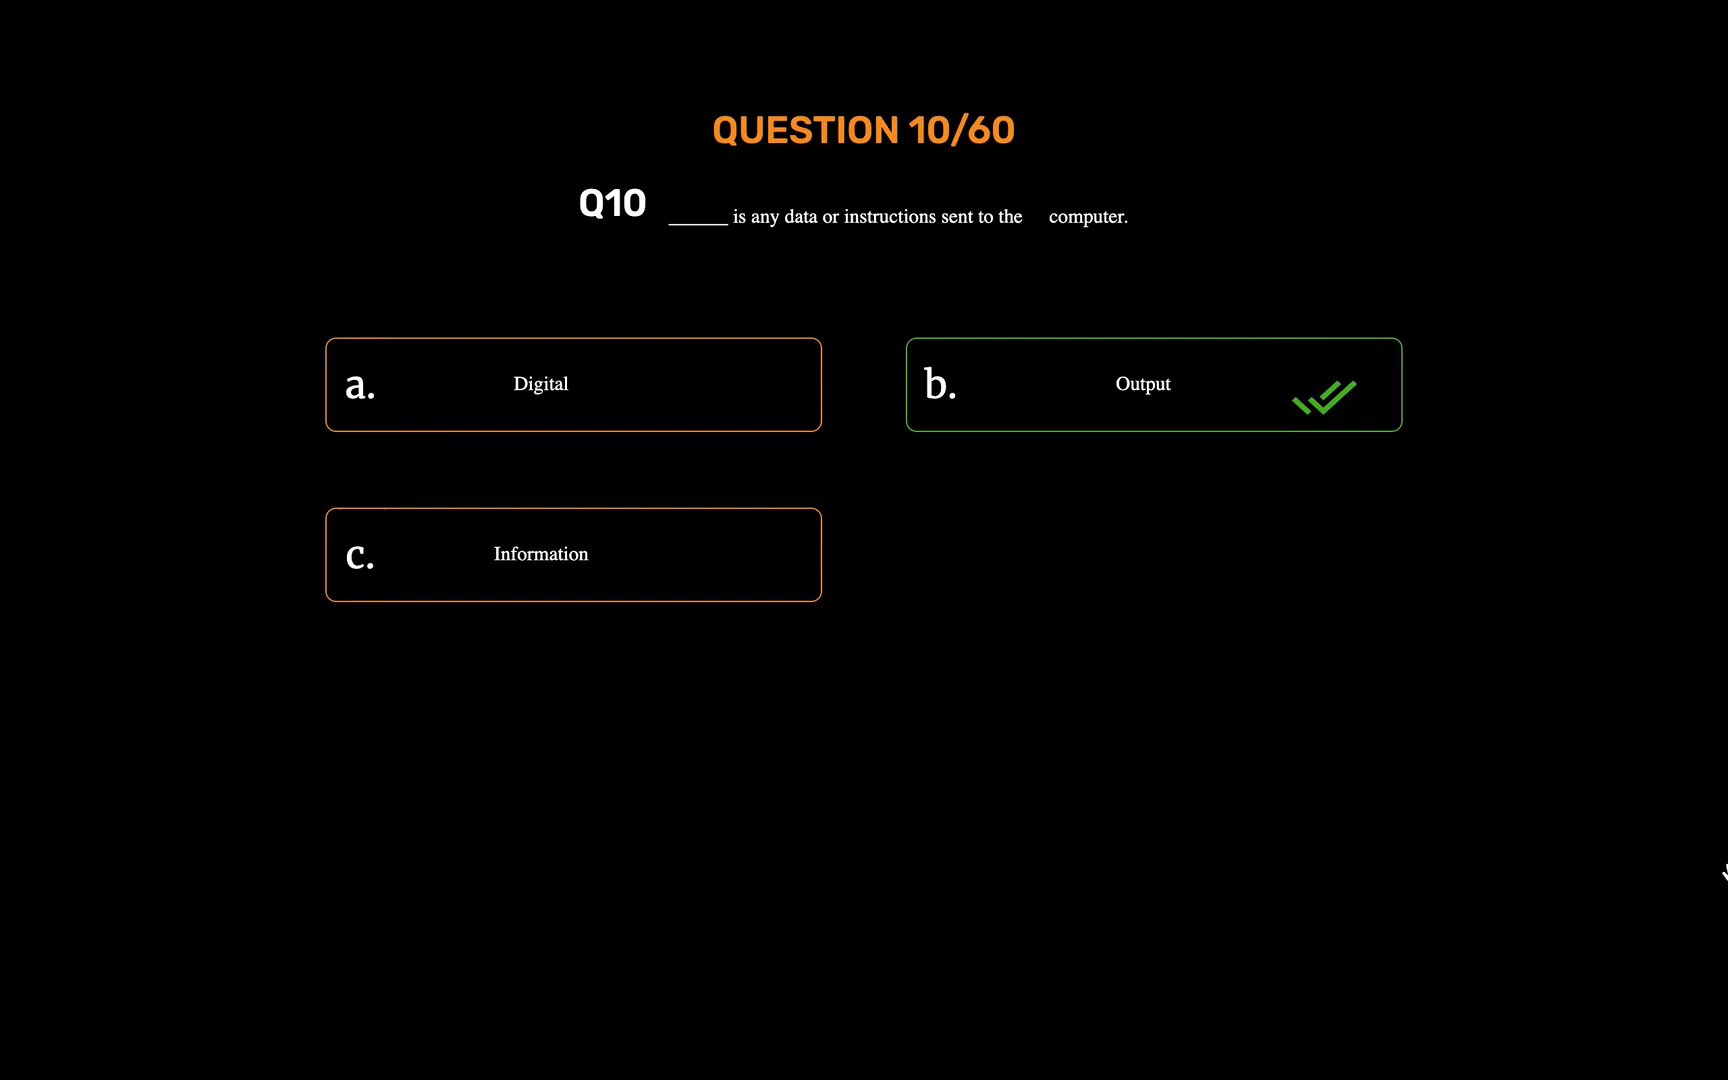 QUESTION 10/60
Q10 ______ is any data or instructions sent to the computer.
a. Digital
b. Output
c. Information